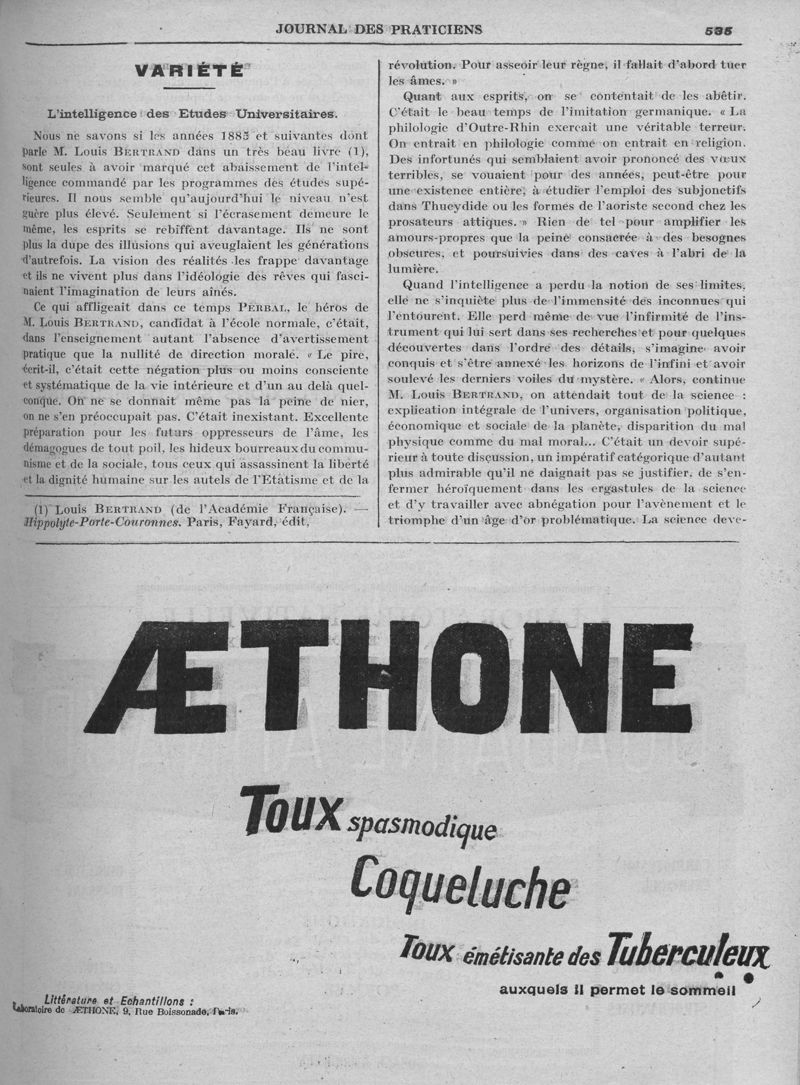 JOURNAL DES PRATICIENS 535
VARIÉTÉ
L'intelligence des Etudes Universitaires.
Nous ne savons si les années 1885 et suivantes dont
parle M. Louis BERTRAND dans un très beau livre (1),
sont seules à avoir marqué cet abaissement de l'intel-
ligence commandé par les programmes des études supé-
rieures. Il nous semble qu'aujourd'hui le niveau n'est
guère plus élevé. Seulement si l'écrasement demeure le
même, les esprits se rebiffent davantage. Ils ne sont
plus la dupe des illusions qui aveuglaient les générations
d'autrefois. La vision des réalités les frappe davantage
et ils ne vivent plus dans l'idéologie des rêves qui fasci-
naient l'imagination de leurs aînés.
Ce qui affligeait dans ce temps PERBAL, le héros de
M. Louis BERTRAND, candidat à l'école normale, c'était,
dans l'enseignement autant l'absence d'avertissement
pratique que la nullité de direction morale. « Le pire,
écrit-il, c'était cette négation plus ou moins consciente
et systématique de la vie intérieure et d'un au delà quel-
conque. On ne se donnait même pas la peine de nier,
on ne s'en préoccupait pas. C'était inexistant. Excellente
préparation pour les futurs oppresseurs de l'âme, les
démagogues de tout poil, les hideux bourreaux du commu-
nisme et de la sociale, tous ceux qui assassinent la liberté
et la dignité humaine sur les autels de l'Etatisme et de la
(1) Louis BERTRAND (de l'Académie Française). —
Hippolyte-Porte-Couronnes. Paris, Fayard, édit.
révolution. Pour asseoir leur règne, il fallait d'abord tuer
les âmes. »
Quant aux esprits, on se contentait de les abêtir.
C'était le beau temps de l'imitation germanique. « La
philologie d'Outre-Rhin exerçait une véritable terreur.
On entrait en philologie comme on entrait en religion.
Des infortunés qui semblaient avoir prononcé des vœux
terribles, se vouaient pour des années, peut-être pour
une existence entière, à étudier l'emploi des subjonctifs
dans Thucydide ou les formes de l'aoriste second chez les
prosateurs attiques. » Rien de tel pour amplifier les
amours-propres que la peine consacrée à des besognes
obscures, et poursuivies dans des caves à l'abri de la
lumière.
Quand l'intelligence a perdu la notion de ses limites,
elle ne s'inquiète plus de l'immensité des inconnues qui
l'entourent. Elle perd même de vue l'infirmité de l'ins-
trument qui lui sert dans ses recherches et pour quelques
découvertes dans l'ordre des détails, s'imagine avoir
conquis et s'être annexé les horizons de l'infini et avoir
soulevé les derniers voiles du mystère. « Alors, continue
M. Louis BERTRAND, on attendait tout de la science :
explication intégrale de l'univers, organisation politique,
économique et sociale de la planète, disparition du mal
physique comme du mal moral... C'était un devoir supé-
rieur à toute discussion, un impératif catégorique d'autant
plus admirable qu'il ne daignait pas se justifier, de s'en-
fermer héroïquement dans les ergastules de la science
et d'y travailler avec abnégation pour l'avènement et le
triomphe d'un âge d'or problématique. La science deve-
ÆTHONE
Toux spasmodique
Coqueluche
Toux émétisante des Tuberculeux
auxquels il permet le sommeil
Littérature et Echantillons :
Laboratoire de ÆTHONE, 9, Rue Boissonade, Paris.